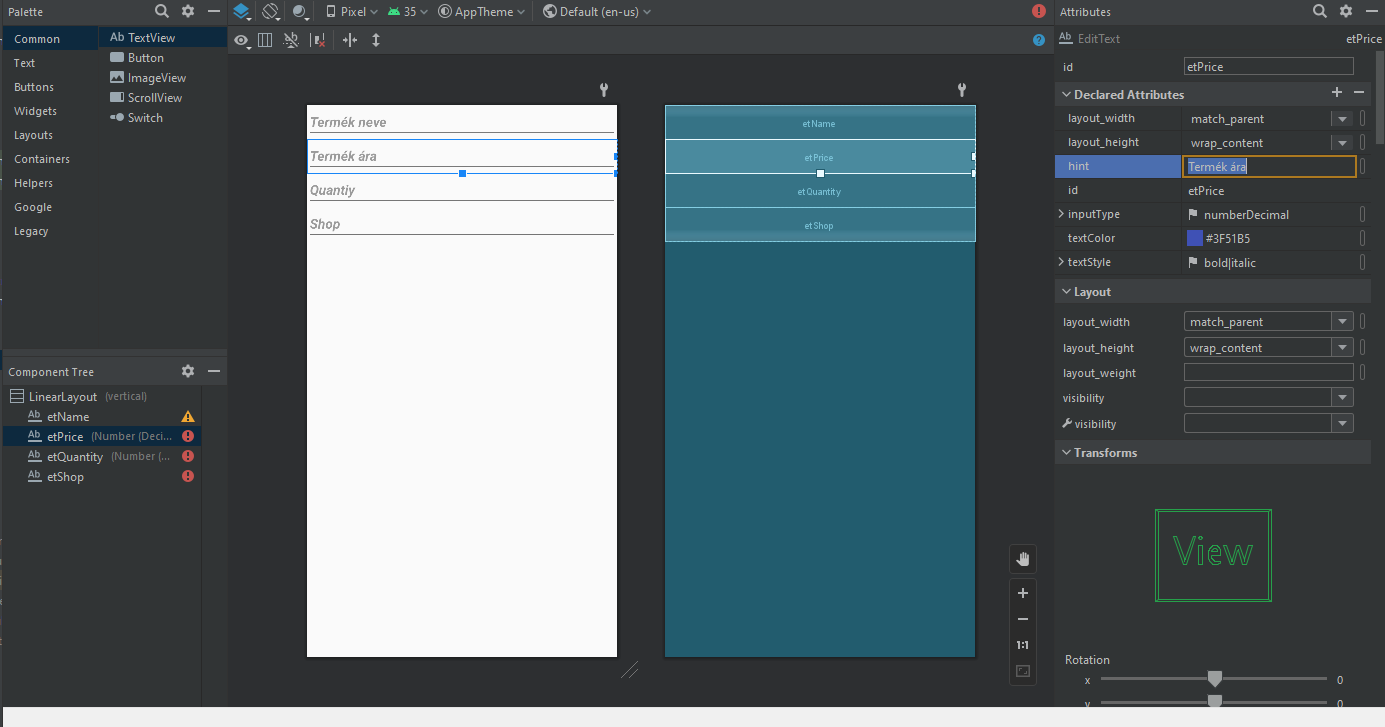 Palette
Pixel
35
AppTheme
Default (en-us)
Attributes
Common
Text
Buttons
Widgets
Layouts
Containers
Helpers
Google
Legacy
Ab TextView
Button
ImageView
ScrollView
Switch
Ab EditText
etPrice
id
etPrice
Declared Attributes
layout_width
match_parent
layout_height
wrap_content
hint
Termék ára
id
etPrice
inputType
numberDecimal
textColor
#3F51B5
textStyle
bold|italic
Layout
layout_width
match_parent
layout_height
wrap_content
layout_weight
visibility
visibility
Transforms
View
Rotation
x
0
y
0
Termék neve
Termék ára
Quantiy
Shop
etName
etPrice
etQuantity
etShop
1:1
Component Tree
LinearLayout (vertical)
Ab etName
Ab etPrice (Number (Deci...
Ab etQuantity (Number (...
Ab etShop